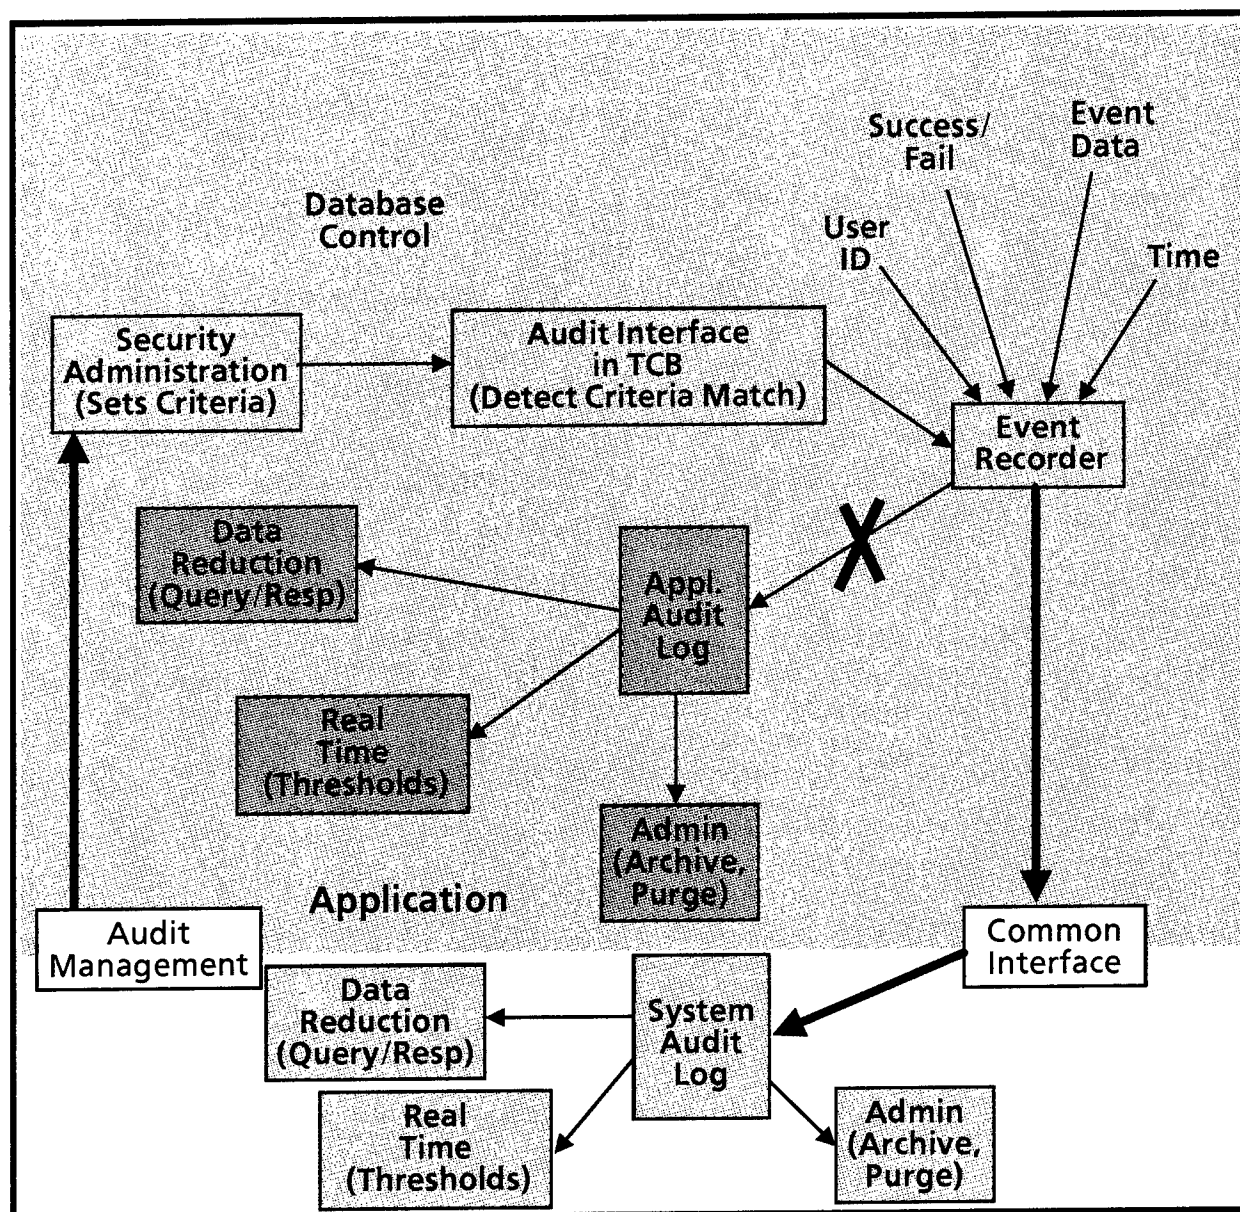 Event
Data
Success/
Fail
Database
Control
User
ID
Time
Security
Administration
(Sets Criteria)
Audit Interface
in TCB
(Detect Criteria Match)
Event
Recorder
Data
Reduction
(Query/Resp)
Appl.
Audit
Log
Real
Time
(Thresholds)
Admin
(Archive,
Purge)
Application
Audit
Management
Common
Interface
Data
Reduction
(Query/Resp)
System
Audit
Log
Real
Time
(Thresholds)
Admin
(Archive,
Purge)